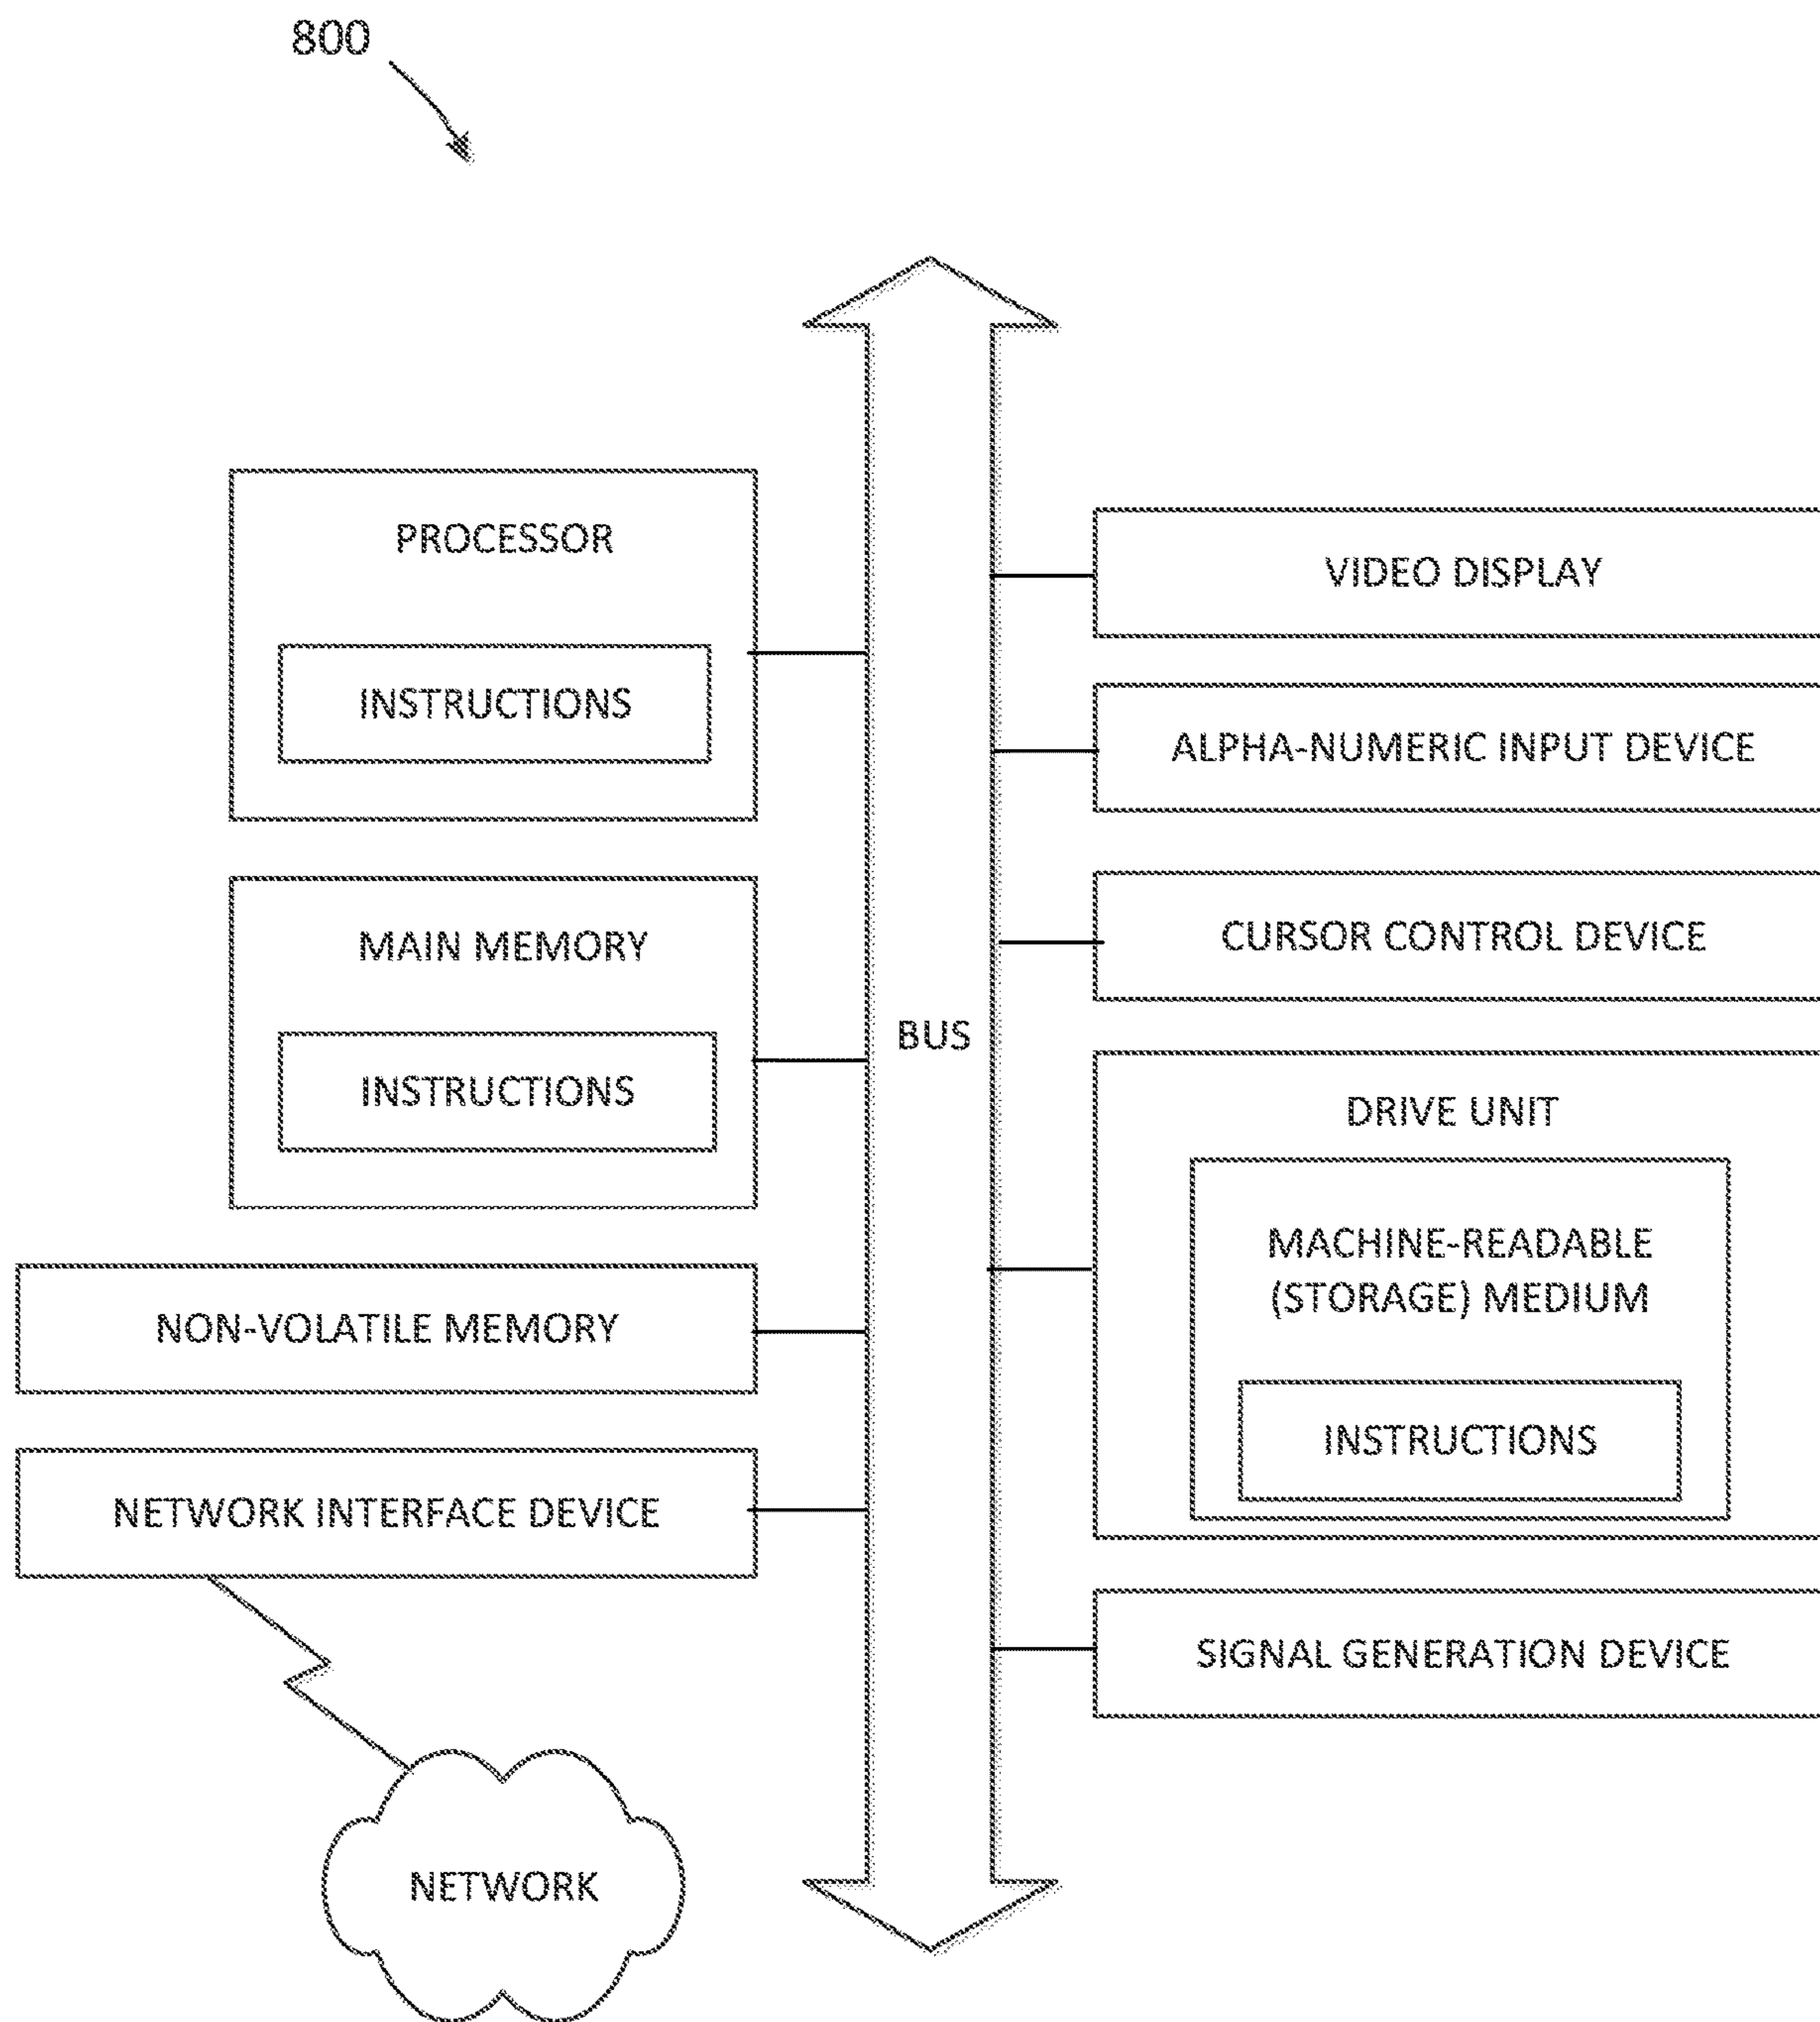 800
PROCESSOR
INSTRUCTIONS
MAIN MEMORY
INSTRUCTIONS
NON-VOLATILE MEMORY
NETWORK INTERFACE DEVICE
NETWORK
BUS
VIDEO DISPLAY
ALPHA-NUMERIC INPUT DEVICE
CURSOR CONTROL DEVICE
DRIVE UNIT
MACHINE-READABLE
(STORAGE) MEDIUM
INSTRUCTIONS
SIGNAL GENERATION DEVICE